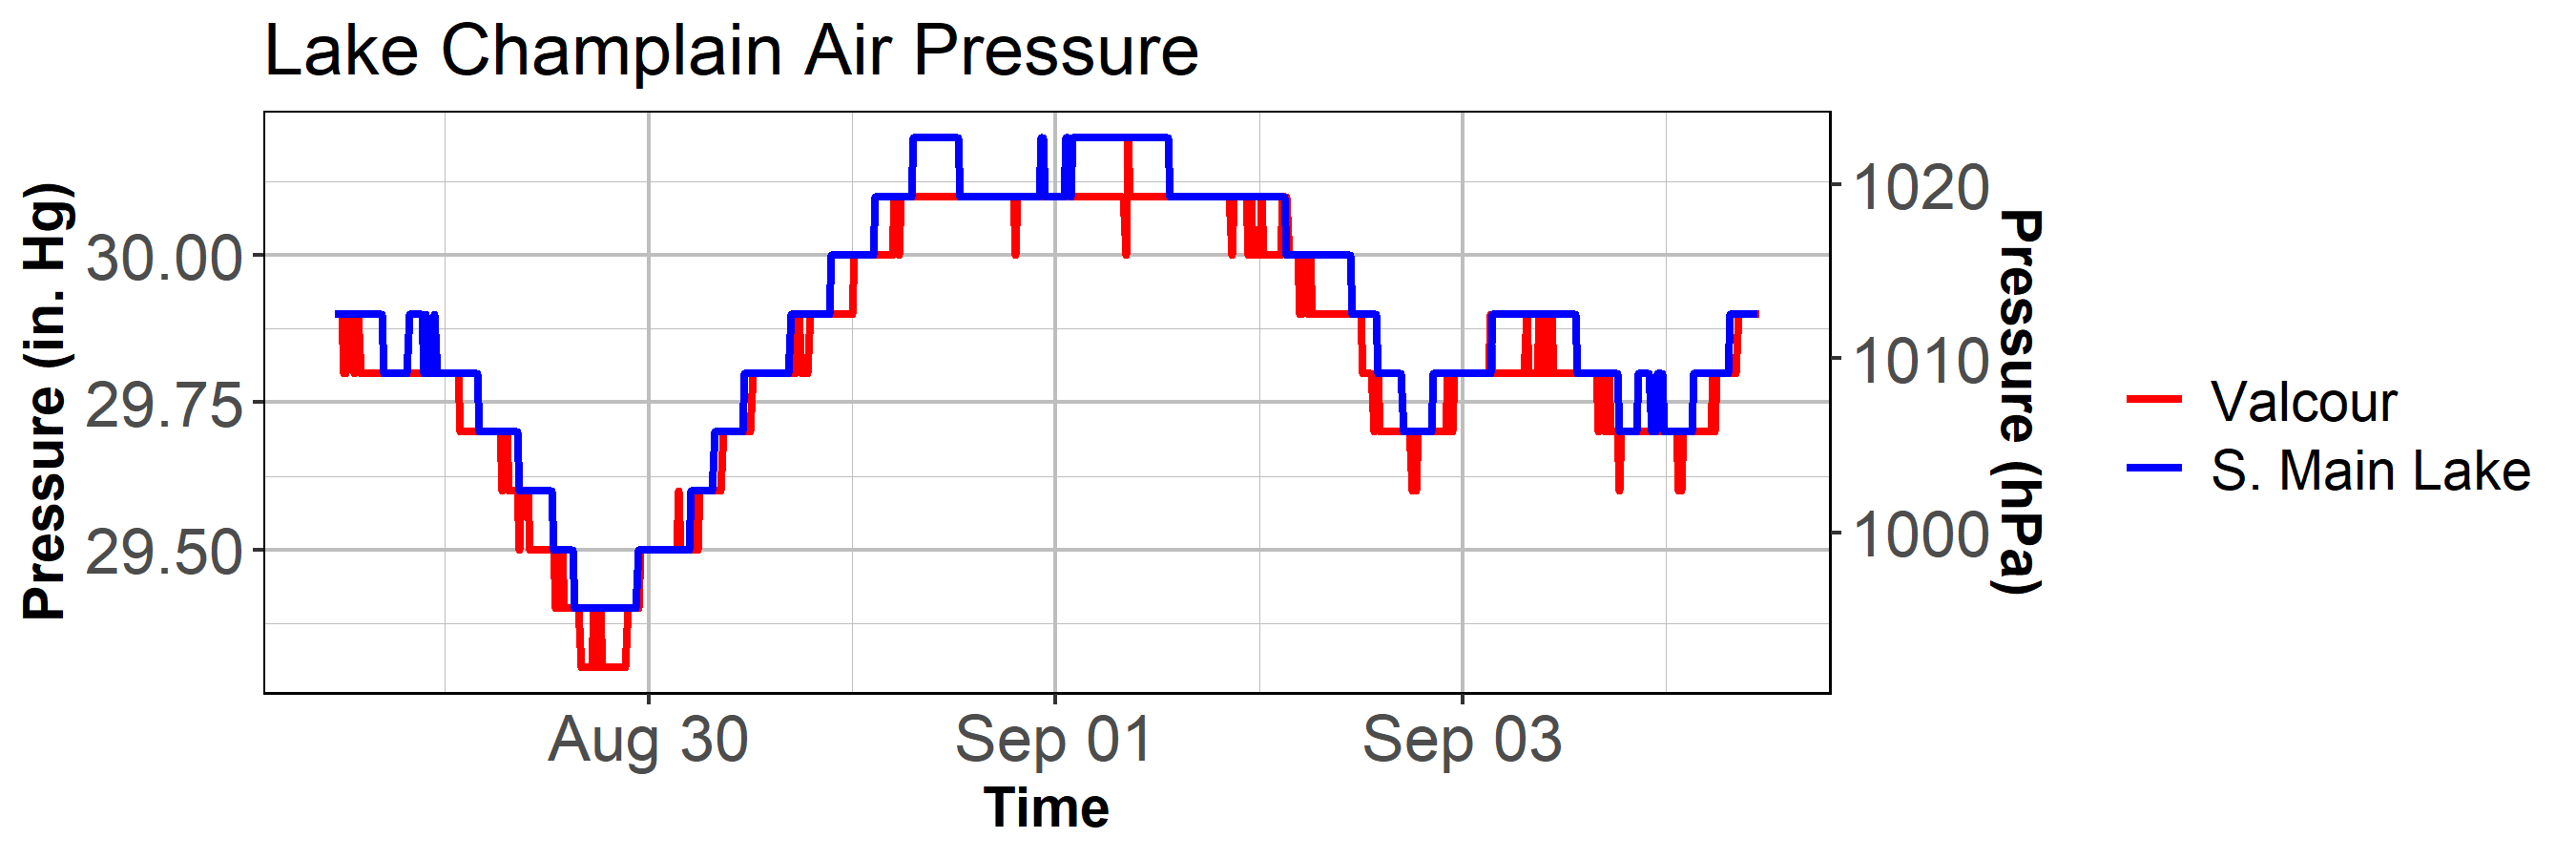 Lake Champlain Air Pressure
Pressure (in. Hg)
30.00
29.75
29.50
1020
1010
1000
Pressure (hPa)
Aug 30
Sep 01
Sep 03
Time
Valcour
S. Main Lake